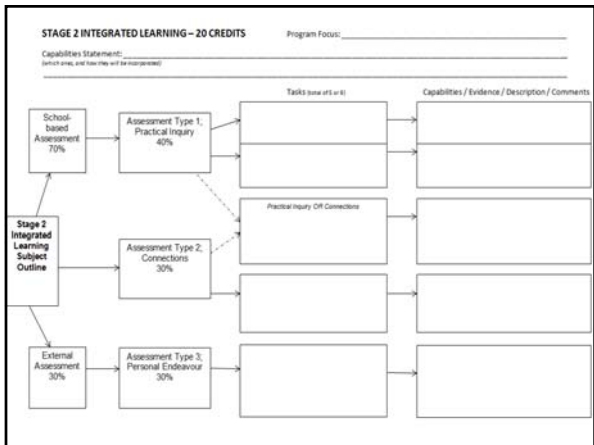 STAGE 2 INTEGRATED LEARNING – 20 CREDITS
Program Focus:
Capabilities Statement:
(which ones, and how they will be incorporated)
Tasks (total of 5 or 6)
Capabilities / Evidence / Description / Comments
School-
based
Assessment
70%
Assessment Type 1;
Practical Inquiry
40%
Practical Inquiry OR Connections
Stage 2
Integrated
Learning
Subject
Outline
Assessment Type 2;
Connections
30%
External
Assessment
30%
Assessment Type 3;
Personal Endeavour
30%